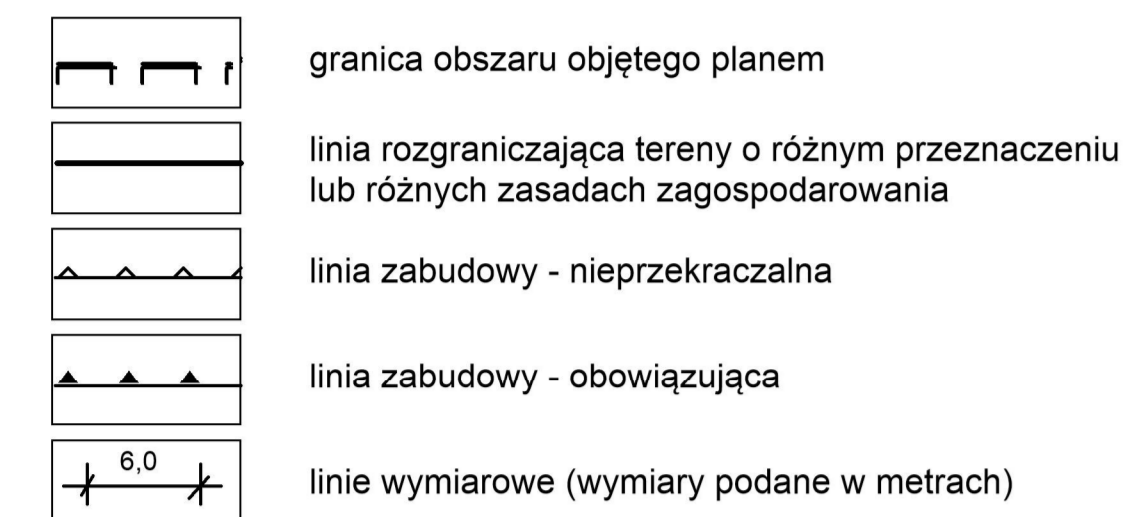 granica obszaru objętego planem
linia rozgraniczająca tereny o różnym przeznaczeniu
lub różnych zasadach zagospodarowania
linia zabudowy - nieprzekraczalna
linia zabudowy - obowiązująca
6,0
linie wymiarowe (wymiary podane w metrach)